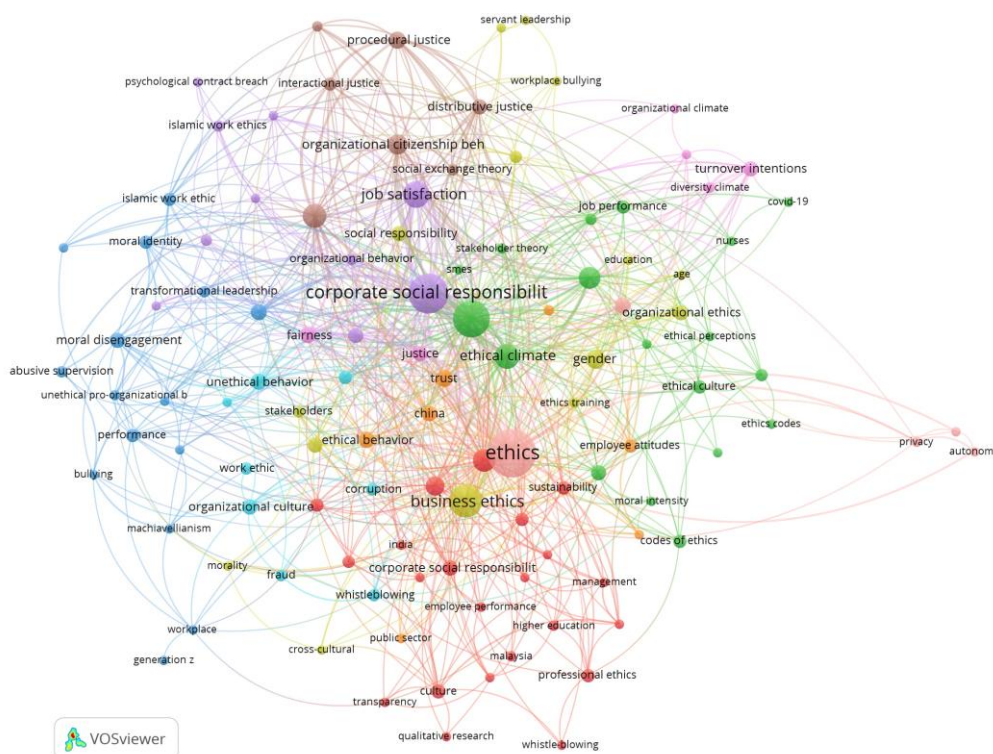 servant leadership
procedural justice
psychological contract breach
interactional justice
workplace bullying
distributive justice
organizational climate
islamic work ethics
organizational citizenship beh
social exchange theory
turnover intentions
islamic work ethic
job satisfaction
diversity climate
job performance
covid-19
social responsibility
moral identity
stakeholder theory
nurses
organizational behavior
education
smes
age
transformational leadership
corporate social responsibilit
organizational ethics
fairness
moral disengagement
ethical perceptions
justice
ethical climate
gender
abusive supervision
unethical behavior
trust
ethical culture
unethical pro-organizational b
stakeholders
china
ethics training
ethics codes
performance
ethical behavior
employee attitudes
privacy
ethics
autonom
work ethic
bullying
corruption
sustainability
organizational culture
business ethics
moral intensity
machiavellianism
india
codes of ethics
morality
fraud
corporate social responsibilit
management
whistleblowing
employee performance
workplace
higher education
public sector
cross-cultural
malaysia
generation z
professional ethics
culture
transparency
qualitative research
whistle-blowing
VOSviewer